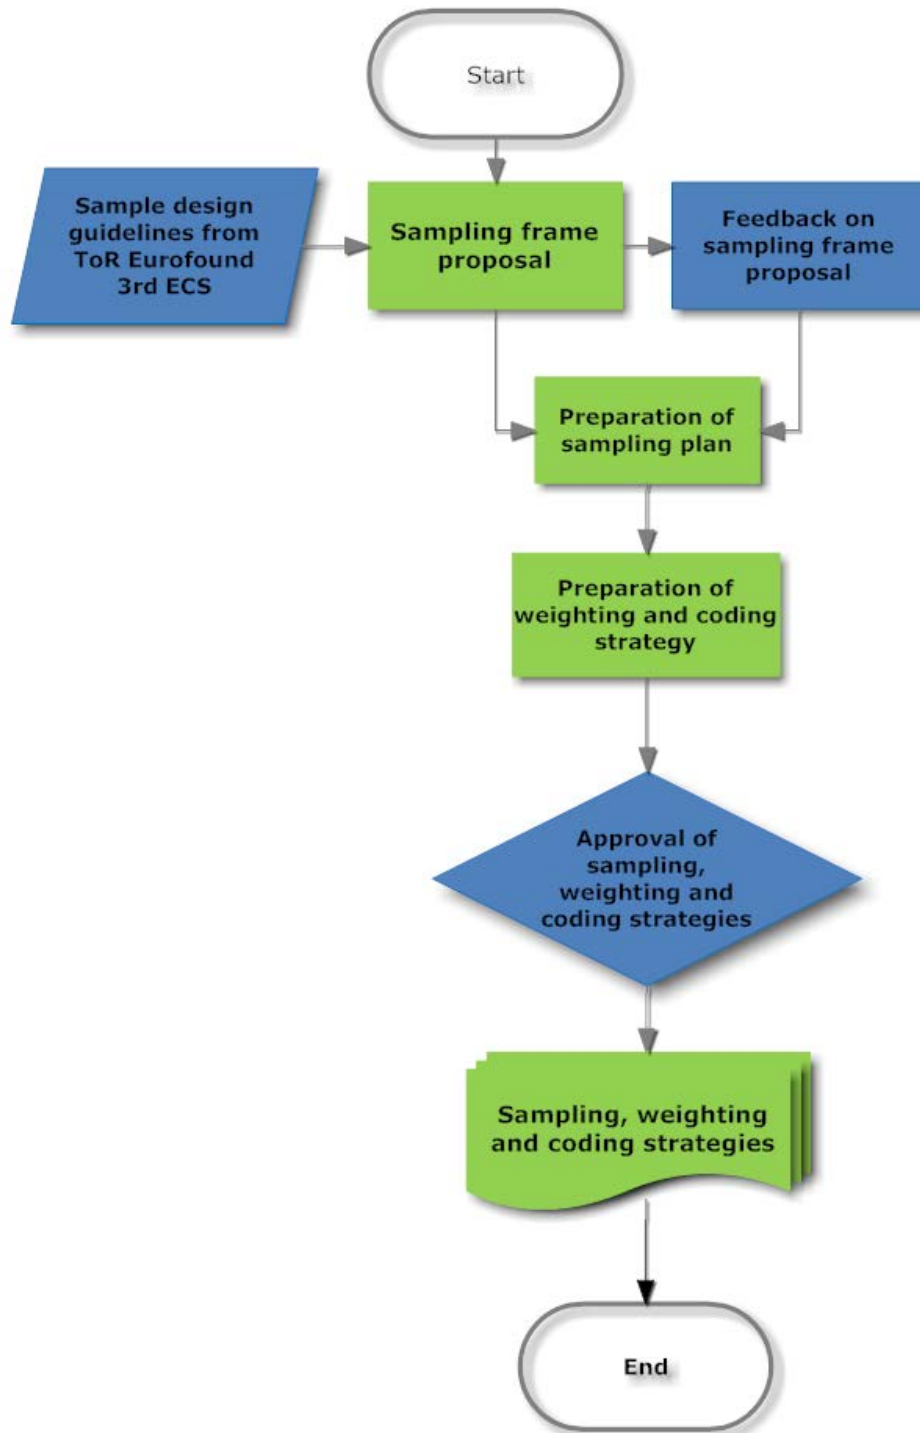 Start
Sample design
guidelines from
ToR Eurofound
3rd ECS
Sampling frame
proposal
Feedback on
sampling frame
proposal
Preparation of
sampling plan
Preparation of
weighting and coding
strategy
Approval of
sampling,
weighting and
coding strategies
Sampling, weighting
and coding strategies
End